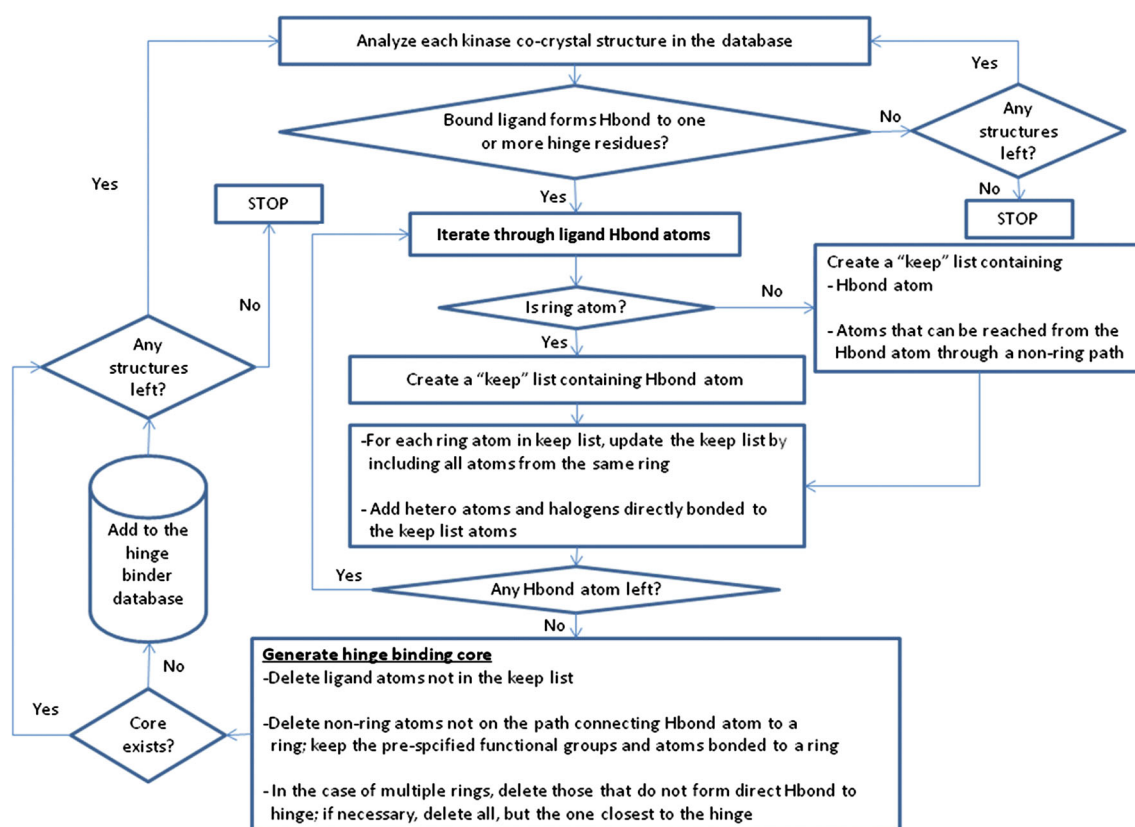 Analyze each kinase co-crystal structure in the database
Yes
Yes
Bound ligand forms Hbond to one
or more hinge residues?
No
Any
structures
left?
Yes
No
STOP
STOP
Iterate through ligand Hbond atoms
Create a “keep” list containing
- Hbond atom
- Atoms that can be reached from the
Hbond atom through a non-ring path
No
Is ring atom?
No
Yes
Any
structures
left?
Create a “keep” list containing Hbond atom
-For each ring atom in keep list, update the keep list by
including all atoms from the same ring
- Add hetero atoms and halogens directly bonded to
the keep list atoms
Add to the
hinge
binder
database
Yes
Any Hbond atom left?
No
Generate hinge binding core
-Delete ligand atoms not in the keep list
-Delete non-ring atoms not on the path connecting Hbond atom to a
ring; keep the pre-spcified functional groups and atoms bonded to a ring
- In the case of multiple rings, delete those that do not form direct Hbond to
hinge; if necessary, delete all, but the one closest to the hinge
No
Yes
Core
exists?